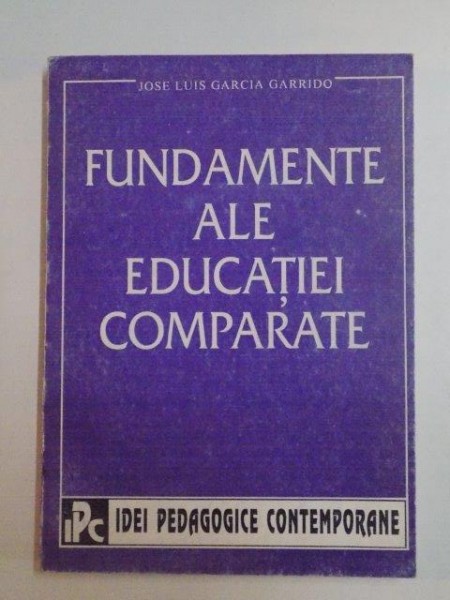 JOSE LUIS GARCIA GARRIDO
FUNDAMENTE
ALE
EDUCAȚIEI
COMPARATE
iPc IDEI PEDAGOGICE CONTEMPORANE